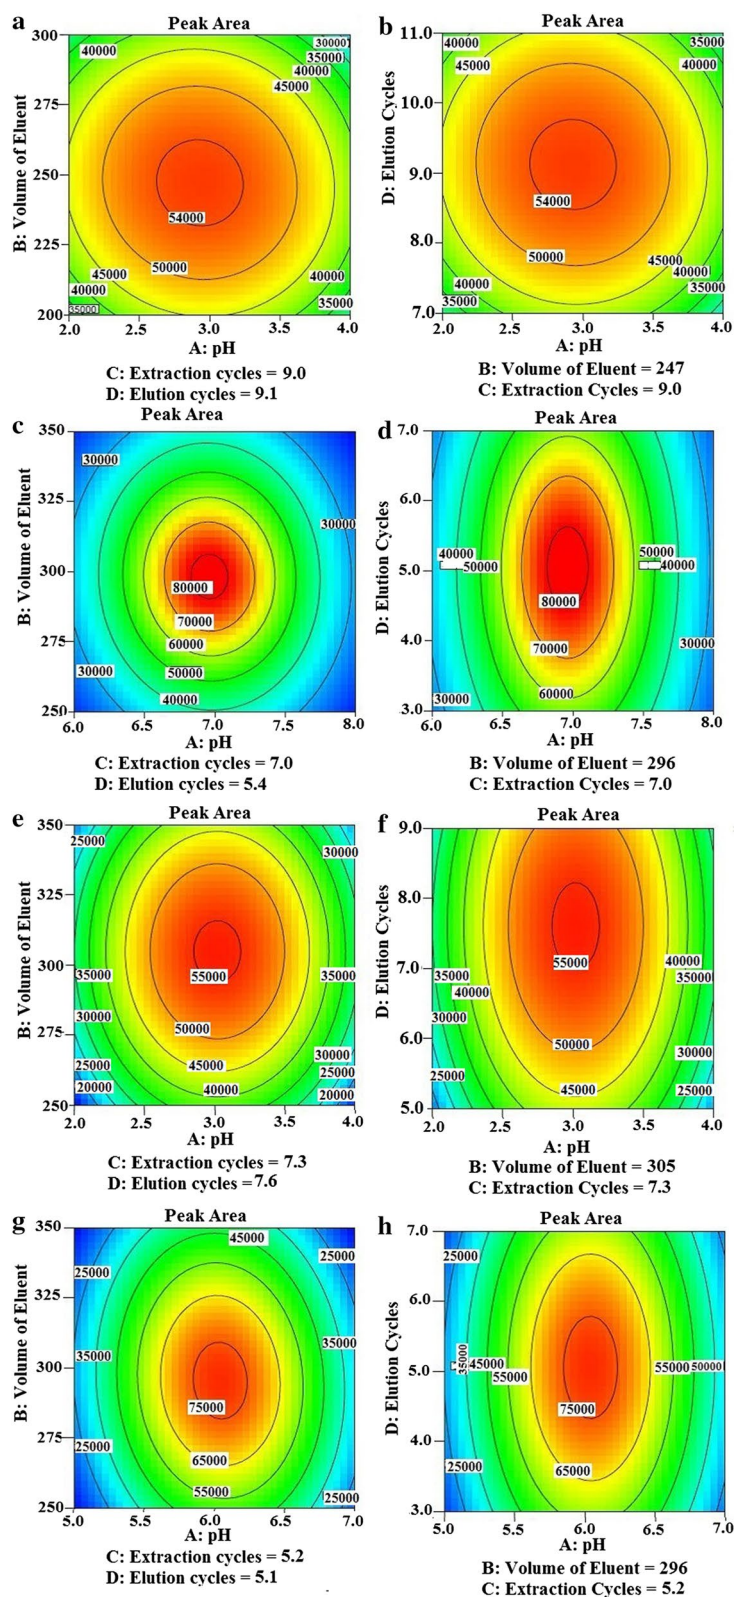 a
Peak Area
B: Volume of Eluent
300
275
250
225
200
40000
30000
35000
40000
45000
54000
50000
45000
40000
35000
40000
35000
2.0 2.5 3.0 3.5 4.0
A: pH
C: Extraction cycles = 9.0
D: Elution cycles = 9.1
b
Peak Area
D: Elution Cycles
11.0
10.0
9.0
8.0
7.0
40000
45000
35000
40000
54000
50000
45000
40000
35000
40000
35000
2.0 2.5 3.0 3.5 4.0
A: pH
B: Volume of Eluent = 247
C: Extraction Cycles = 9.0
c
Peak Area
B: Volume of Eluent
350
325
300
275
250
30000
30000
80000
70000
60000
50000
40000
30000
6.0 6.5 7.0 7.5 8.0
A: pH
C: Extraction cycles = 7.0
D: Elution cycles = 5.4
d
Peak Area
D: Elution Cycles
7.0
6.0
5.0
4.0
3.0
40000
50000
50000
40000
80000
70000
60000
30000
30000
6.0 6.5 7.0 7.5 8.0
A: pH
B: Volume of Eluent = 296
C: Extraction Cycles = 7.0
e
Peak Area
B: Volume of Eluent
350
325
300
275
250
25000
30000
35000
55000
35000
30000
50000
45000
40000
25000
20000
30000
25000
20000
2.0 2.5 3.0 3.5 4.0
A: pH
C: Extraction cycles = 7.3
D: Elution cycles = 7.6
f
Peak Area
D: Elution Cycles
9.0
8.0
7.0
6.0
5.0
55000
40000
35000
35000
40000
30000
50000
45000
30000
25000
25000
2.0 2.5 3.0 3.5 4.0
A: pH
B: Volume of Eluent = 305
C: Extraction Cycles = 7.3
g
Peak Area
B: Volume of Eluent
350
325
300
275
250
45000
25000
25000
35000
35000
75000
65000
55000
25000
25000
5.0 5.5 6.0 6.5 7.0
A: pH
C: Extraction cycles = 5.2
D: Elution cycles = 5.1
h
Peak Area
D: Elution Cycles
7.0
6.0
5.0
4.0
3.0
25000
35000
45000
55000
55000
50000
75000
65000
25000
5.0 5.5 6.0 6.5 7.0
A: pH
B: Volume of Eluent = 296
C: Extraction Cycles = 5.2